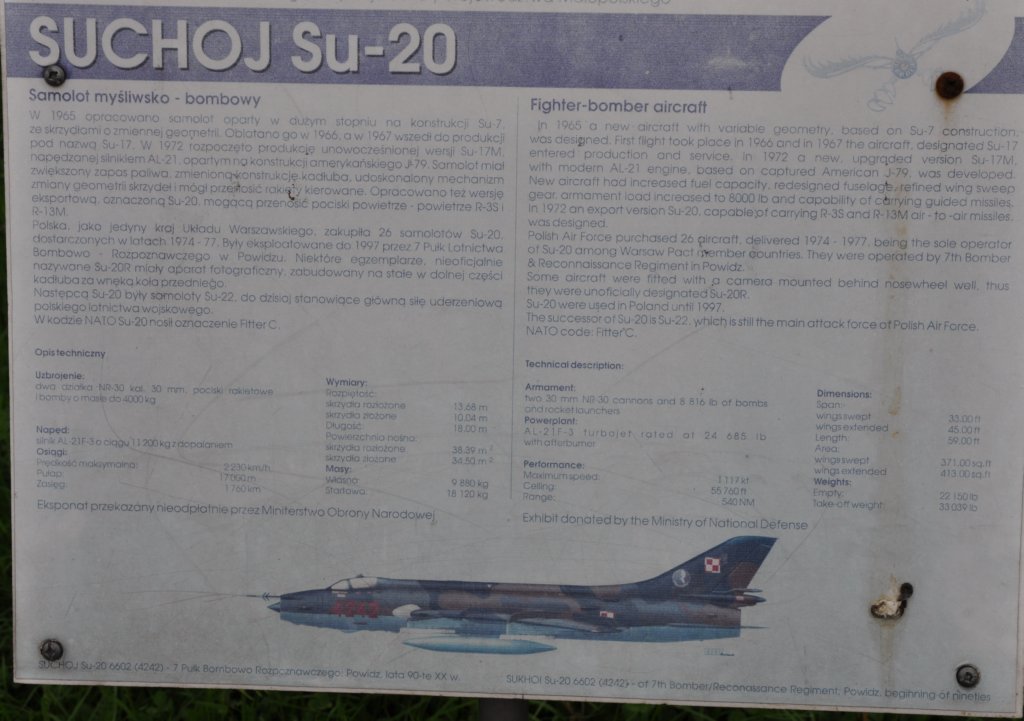 Małopolskiego
SUCHOJ Su-20
Samolot myśliwsko - bombowy
W 1965 opracowano samolot oparty w dużym stopniu na konstrukcji Su-7,
ze skrzydłami o zmiennej geometrii. Oblatano go w 1966, a w 1967 wszedł do produkcji
pod nazwą Su-17. W 1972 rozpoczęto produkcję unowocześnionej wersji Su-17M,
napędzanej silnikiem AL-21, opartym na konstrukcji amerykańskiego J-79. Samolot miał
zwiększony zapas paliwa, zmienioną konstrukcję kadłuba, udoskonalony mechanizm
zmiany geometrii skrzydeł i mógł przenosić rakiety kierowane. Opracowano też wersję
eksportową, oznaczoną Su-20, mogącą przenosić pociski powietrze - powietrze R-3S i
R-13M.
Polska, jako jedyny kraj Układu Warszawskiego, zakupiła 26 samolotów Su-20,
dostarczonych w latach 1974 - 77. Były eksploatowane do 1997 przez 7 Pułk Lotnictwa
Bombowo - Rozpoznawczego w Powidzu. Niektóre egzemplarze, nieoficjalnie
nazywane Su-20R miały aparat fotograficzny, zabudowany na stałe w dolnej części
kadłuba za wnęką koła przedniego.
Następcą Su-20 były samoloty Su-22, do dzisiaj stanowiące główną siłę uderzeniową
polskiego lotnictwa wojskowego.
W kodzie NATO Su-20 nosił oznaczenie Fitter C.
Opis techniczny
Uzbrojenie:
dwa działka NR-30 kal. 30 mm, pociski rakietowe
i bomby o masie do 4000 kg
Napęd:
silnik AL-21F-3 o ciągu 11 200 kg z dopalaniem
Osiągi:
Prędkość maksymalna: 2 230 km/h
Pułap: 17 000 m
Zasięg: 1 760 km
Wymiary:
Rozpiętość:
skrzydła rozłożone 13,68 m
skrzydła złożone 10,04 m
Długość: 18,00 m
Powierzchnia nośna:
skrzydła rozłożone 38,39 m 2
skrzydła złożone 34,50 m 2
Masy:
Własna: 9 880 kg
Startowa: 18 120 kg
Eksponat przekazany nieodpłatnie przez Miniterstwo Obrony Narodowej
Fighter-bomber aircraft
In 1965 a new aircraft with variable geometry, based on Su-7 construction,
was designed. First flight took place in 1966 and in 1967 the aircraft, designated Su-17
entered production and service. In 1972 a new, upgraded version Su-17M,
with modern AL-21 engine, based on captured American J-79, was developed.
New aircraft had increased fuel capacity, redesigned fuselage, refined wing sweep
gear, armament load increased to 8000 lb and capability of carrying guided missiles.
In 1972 an export version Su-20, capable of carrying R-3S and R-13M air - to -air missiles,
was designed.
Polish Air Force purchased 26 aircraft, delivered 1974 - 1977, being the sole operator
of Su-20 among Warsaw Pact member countries. They were operated by 7th Bomber
& Reconnaissance Regiment in Powidz.
Some aircraft were fitted with a camera mounted behind nosewheel well, thus
they were unoficially designated Su-20R.
Su-20 were used in Poland until 1997.
The successor of Su-20 is Su-22, which is still the main attack force of Polish Air Force.
NATO code: Fitter C.
Technical description:
Armament:
two 30 mm NR-30 cannons and 8 816 lb of bombs
and rocket launchers
Powerplant:
AL-21F-3 turbojet rated at 24 685 lb
with afterburner
Performance:
Maximum speed: 1 117 kt
Ceiling: 55 760 ft
Range: 540 NM
Dimensions:
Span:
wings swept 33.00 ft
wings extended 45.00 ft
Length: 59.00 ft
Area:
wings swept 371.00 sq.ft
wings extended 413.00 sq.ft
Weights:
Empty: 22 150 lb
Take-off weight: 33 039 lb
Exhibit donated by the Ministry of National Defense
SUCHOJ Su-20 6602 (4242) - 7 Pułk Bombowo Rozpoznawczego; Powidz, lata 90-te XX w.
SUKHOI Su-20 6602 (4242) - of 7th Bomber/Reconassance Regiment; Powidz, beginning of nineties